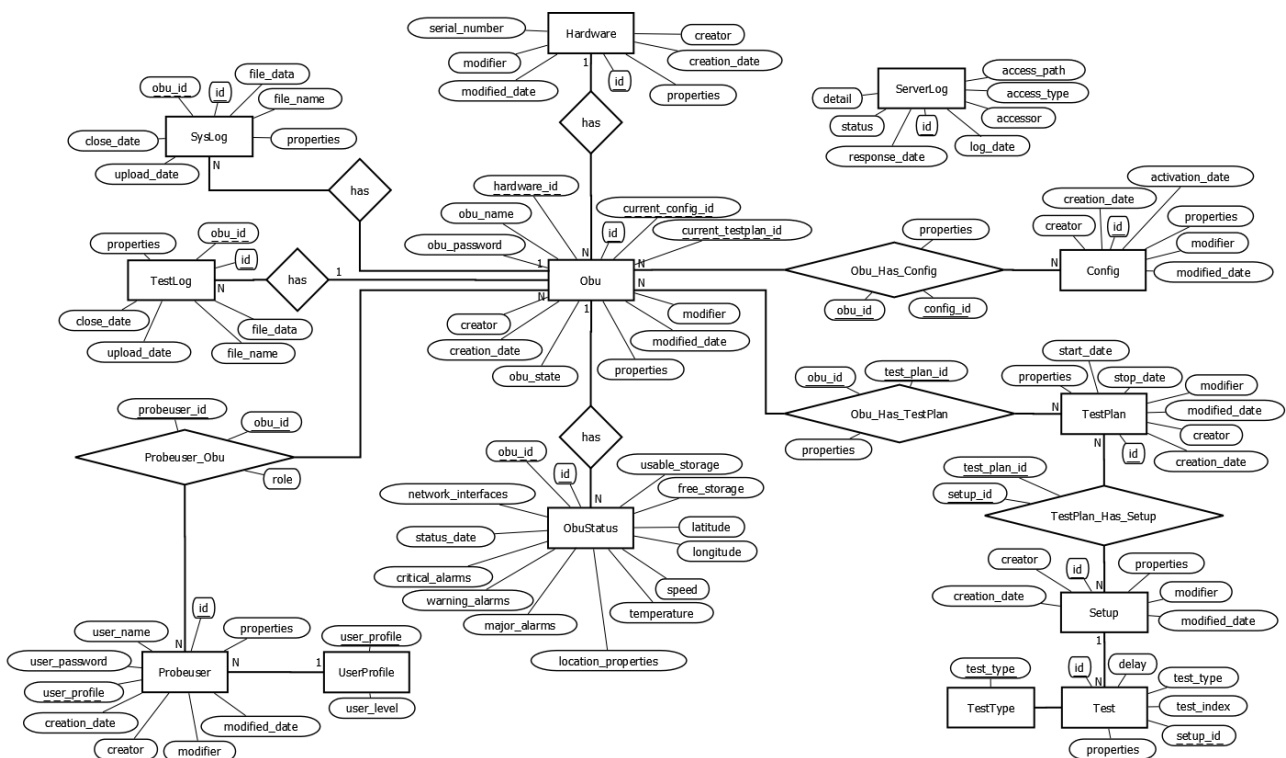 serial_number
Hardware
creator
modifier
creation_date
modified_date
1
id
properties
has
obu_id
id
file_data
file_name
SysLog
close_date
properties
upload_date
N
has
ServerLog
access_path
access_type
accessor
detail
status
id
response_date
log_date
hardware_id
obu_name
obu_password
current_config_id
id
current_testplan_id
N
Obu
1
1
N
N
N
1
creator
creation_date
obu_state
properties
modifier
modified_date
properties
obu_id
id
TestLog
N
has
close_date
upload_date
file_data
file_name
properties
Obu_Has_Config
obu_id
config_id
N
activation_date
creation_date
id
creator
properties
Config
modifier
modified_date
obu_id
test_plan_id
Obu_Has_TestPlan
properties
N
start_date
properties
stop_date
TestPlan
modifier
modified_date
creator
creation_date
id
N
probeuser_id
obu_id
Probeuser_Obu
role
has
obu_id
id
usable_storage
network_interfaces
free_storage
N
status_date
ObuStatus
latitude
longitude
critical_alarms
warning_alarms
speed
major_alarms
temperature
location_properties
test_plan_id
setup_id
TestPlan_Has_Setup
creator
id
properties
N
creation_date
Setup
modifier
modified_date
1
user_name
id
properties
N
user_password
Probeuser
N
1
user_profile
UserProfile
user_level
user_profile
creation_date
creator
modifier
modified_date
test_type
TestType
id
delay
N
Test
test_type
test_index
setup_id
properties